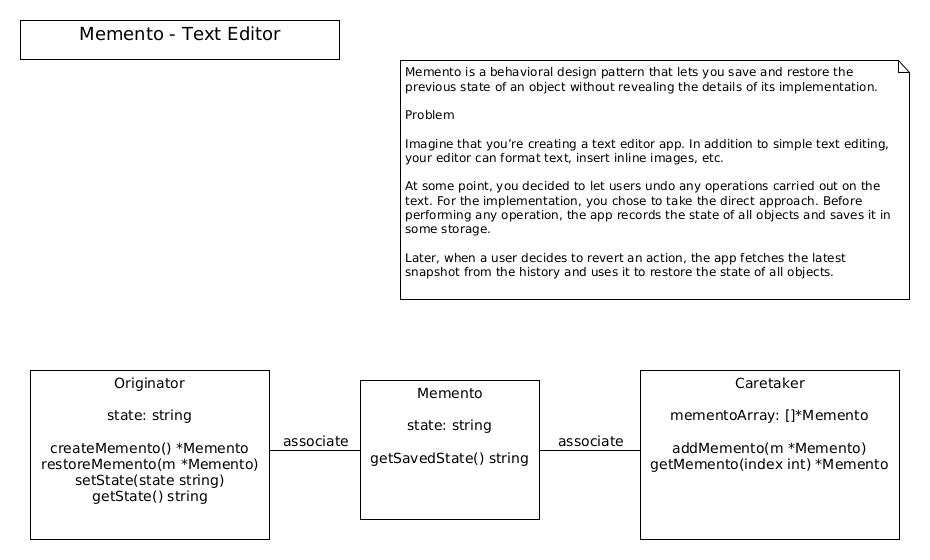 Memento - Text Editor
Memento is a behavioral design pattern that lets you save and restore the
previous state of an object without revealing the details of its implementation.
Problem
Imagine that you’re creating a text editor app. In addition to simple text editing,
your editor can format text, insert inline images, etc.
At some point, you decided to let users undo any operations carried out on the
text. For the implementation, you chose to take the direct approach. Before
performing any operation, the app records the state of all objects and saves it in
some storage.
Later, when a user decides to revert an action, the app fetches the latest
snapshot from the history and uses it to restore the state of all objects.
Originator
state: string
createMemento() *Memento
restoreMemento(m *Memento)
setState(state string)
getState() string
associate
Memento
state: string
getSavedState() string
associate
Caretaker
mementoArray: []*Memento
addMemento(m *Memento)
getMemento(index int) *Memento